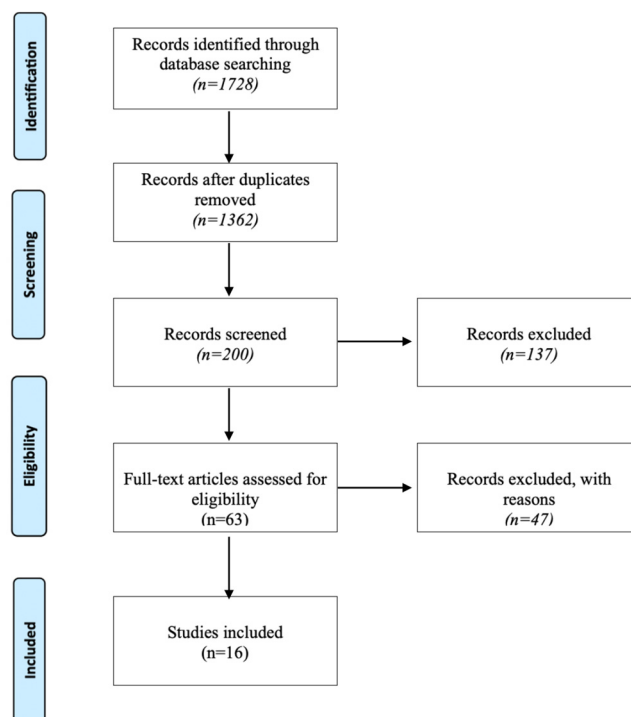 Identification
Records identified through
database searching
(n=1728)
Records after duplicates
removed
(n=1362)
Screening
Records screened
(n=200)
Records excluded
(n=137)
Eligibility
Full-text articles assessed for
eligibility
(n=63)
Records excluded, with
reasons
(n=47)
Included
Studies included
(n=16)